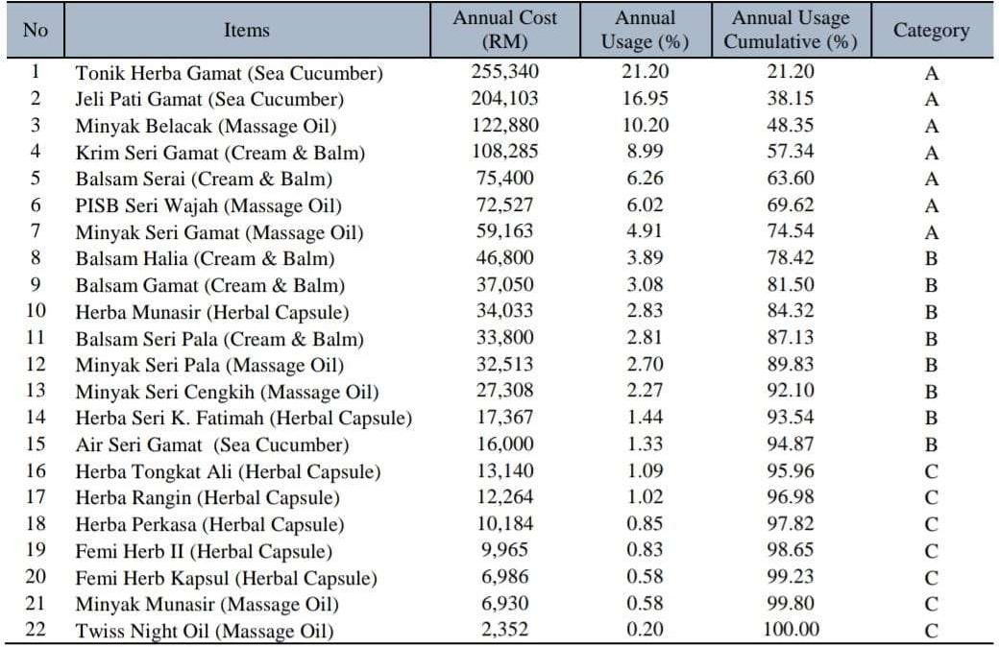 No Items Annual Cost (RM) Annual Usage (%) Annual Usage Cumulative (%) Category
1 Tonik Herba Gamat (Sea Cucumber) 255,340 21.20 21.20 A
2 Jeli Pati Gamat (Sea Cucumber) 204,103 16.95 38.15 A
3 Minyak Belacak (Massage Oil) 122,880 10.20 48.35 A
4 Krim Seri Gamat (Cream & Balm) 108,285 8.99 57.34 A
5 Balsam Serai (Cream & Balm) 75,400 6.26 63.60 A
6 PISB Seri Wajah (Massage Oil) 72,527 6.02 69.62 A
7 Minyak Seri Gamat (Massage Oil) 59,163 4.91 74.54 A
8 Balsam Halia (Cream & Balm) 46,800 3.89 78.42 B
9 Balsam Gamat (Cream & Balm) 37,050 3.08 81.50 B
10 Herba Munasir (Herbal Capsule) 34,033 2.83 84.32 B
11 Balsam Seri Pala (Cream & Balm) 33,800 2.81 87.13 B
12 Minyak Seri Pala (Massage Oil) 32,513 2.70 89.83 B
13 Minyak Seri Cengkih (Massage Oil) 27,308 2.27 92.10 B
14 Herba Seri K. Fatimah (Herbal Capsule) 17,367 1.44 93.54 B
15 Air Seri Gamat (Sea Cucumber) 16,000 1.33 94.87 B
16 Herba Tongkat Ali (Herbal Capsule) 13,140 1.09 95.96 C
17 Herba Rangin (Herbal Capsule) 12,264 1.02 96.98 C
18 Herba Perkasa (Herbal Capsule) 10,184 0.85 97.82 C
19 Femi Herb II (Herbal Capsule) 9,965 0.83 98.65 C
20 Femi Herb Kapsul (Herbal Capsule) 6,986 0.58 99.23 C
21 Minyak Munasir (Massage Oil) 6,930 0.58 99.80 C
22 Twiss Night Oil (Massage Oil) 2,352 0.20 100.00 C